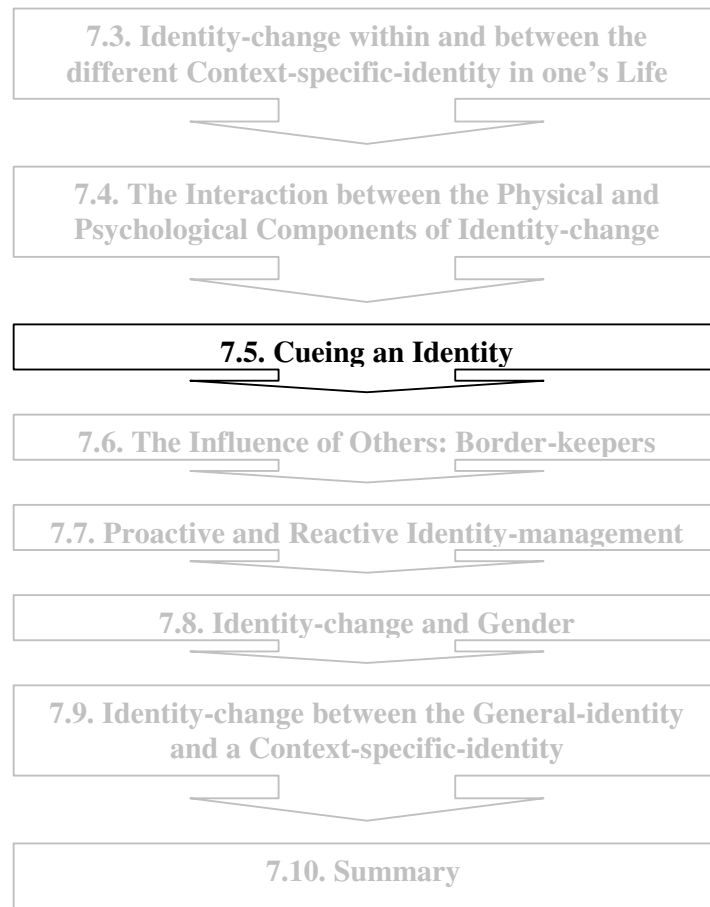 7.3. Identity-change within and between the
different Context-specific-identity in one’s Life
7.4. The Interaction between the Physical and
Psychological Components of Identity-change
7.5. Cueing an Identity
7.6. The Influence of Others: Border-keepers
7.7. Proactive and Reactive Identity-management
7.8. Identity-change and Gender
7.9. Identity-change between the General-identity
and a Context-specific-identity
7.10. Summary